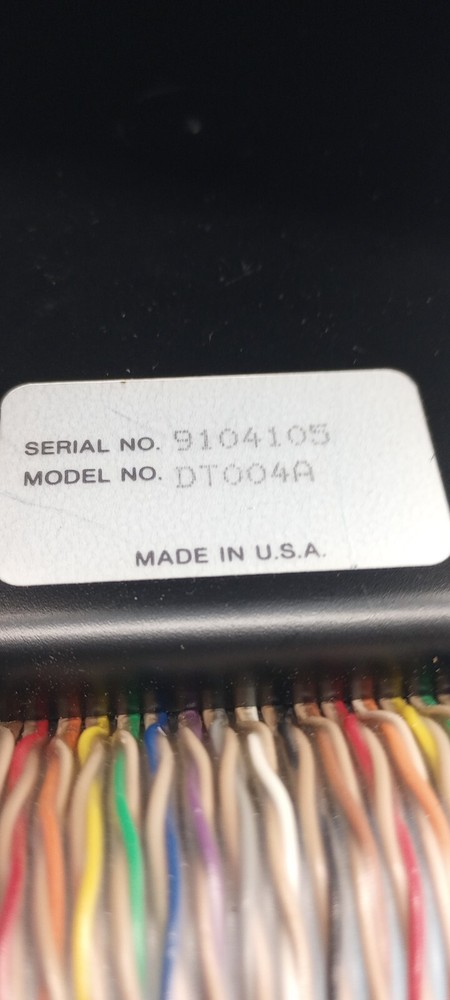 SERIAL NO. 9104105
MODEL NO. DT004A
MADE IN U.S.A.